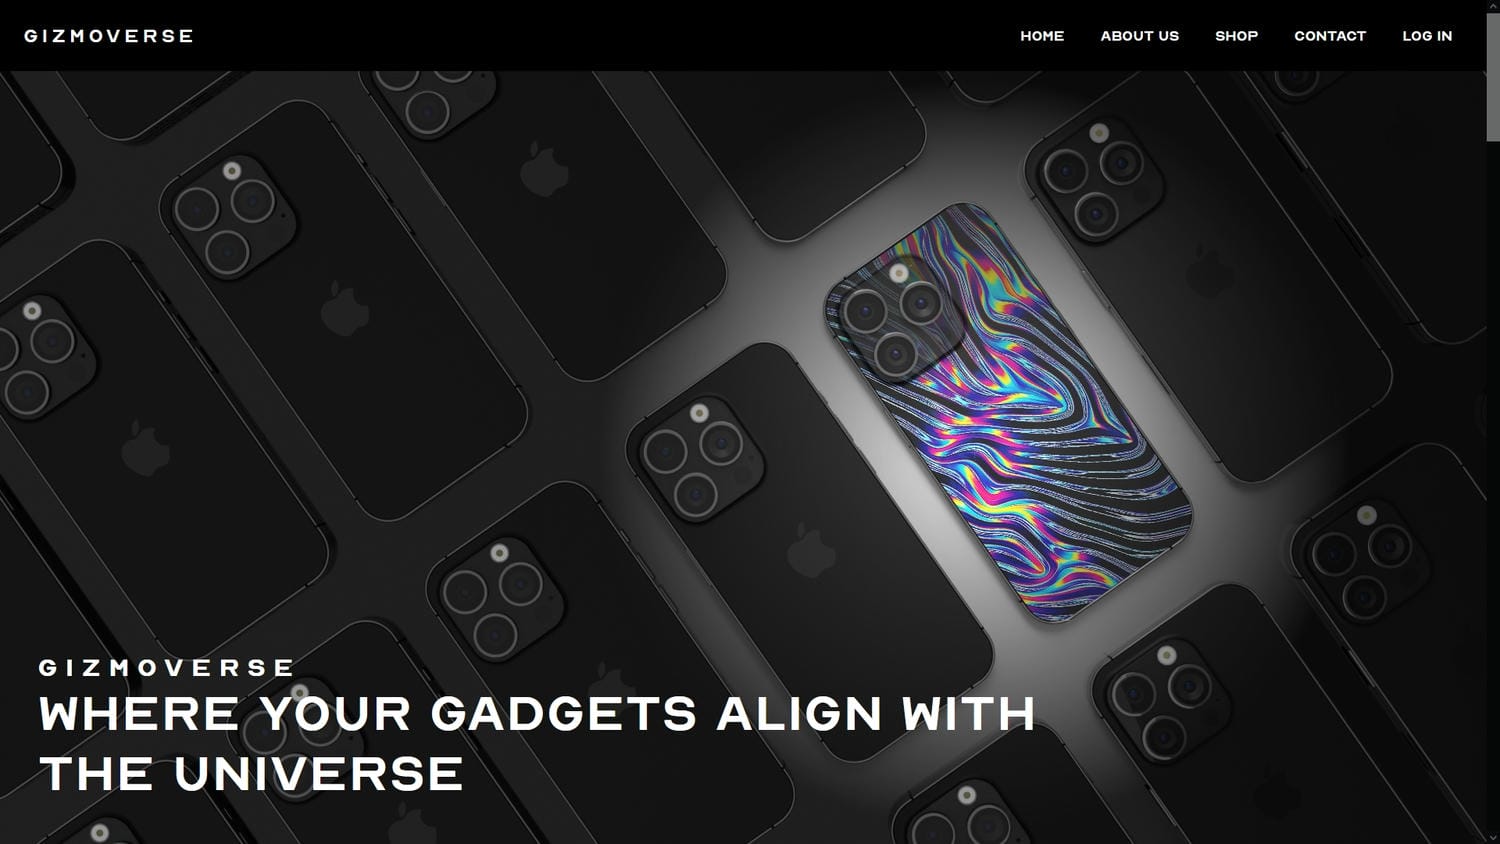 GIZMOVERSE
HOME ABOUT US SHOP CONTACT LOG IN
GIZMOVERSE
WHERE YOUR GADGETS ALIGN WITH
THE UNIVERSE